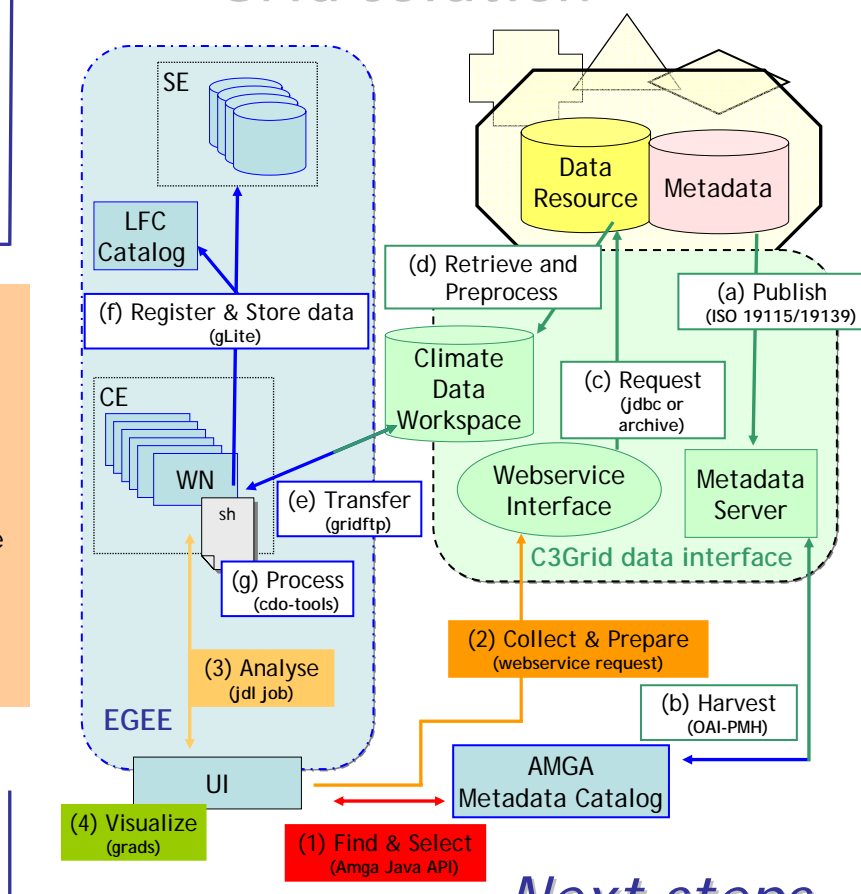 Grid solution
SE
LFC
Catalog
Data
Resource
Metadata
(d) Retrieve and
Preprocess
(a) Publish
(ISO 19115/19139)
(f) Register & Store data
(gLite)
Climate
Data
Workspace
(c) Request
(jdbc or
archive)
CE
WN
sh
Webservice
Interface
Metadata
Server
(e) Transfer
(gridftp)
C3Grid data interface
e
(g) Process
(cdo-tools)
(2) Collect & Prepare
(webservice request)
(3) Analyse
(jdl job)
(b) Harvest
(OAI-PMH)
EGEE
UI
AMGA
Metadata Catalog
(4) Visualize
(grads)
(1) Find & Select
(Amga Java API)
Next steps